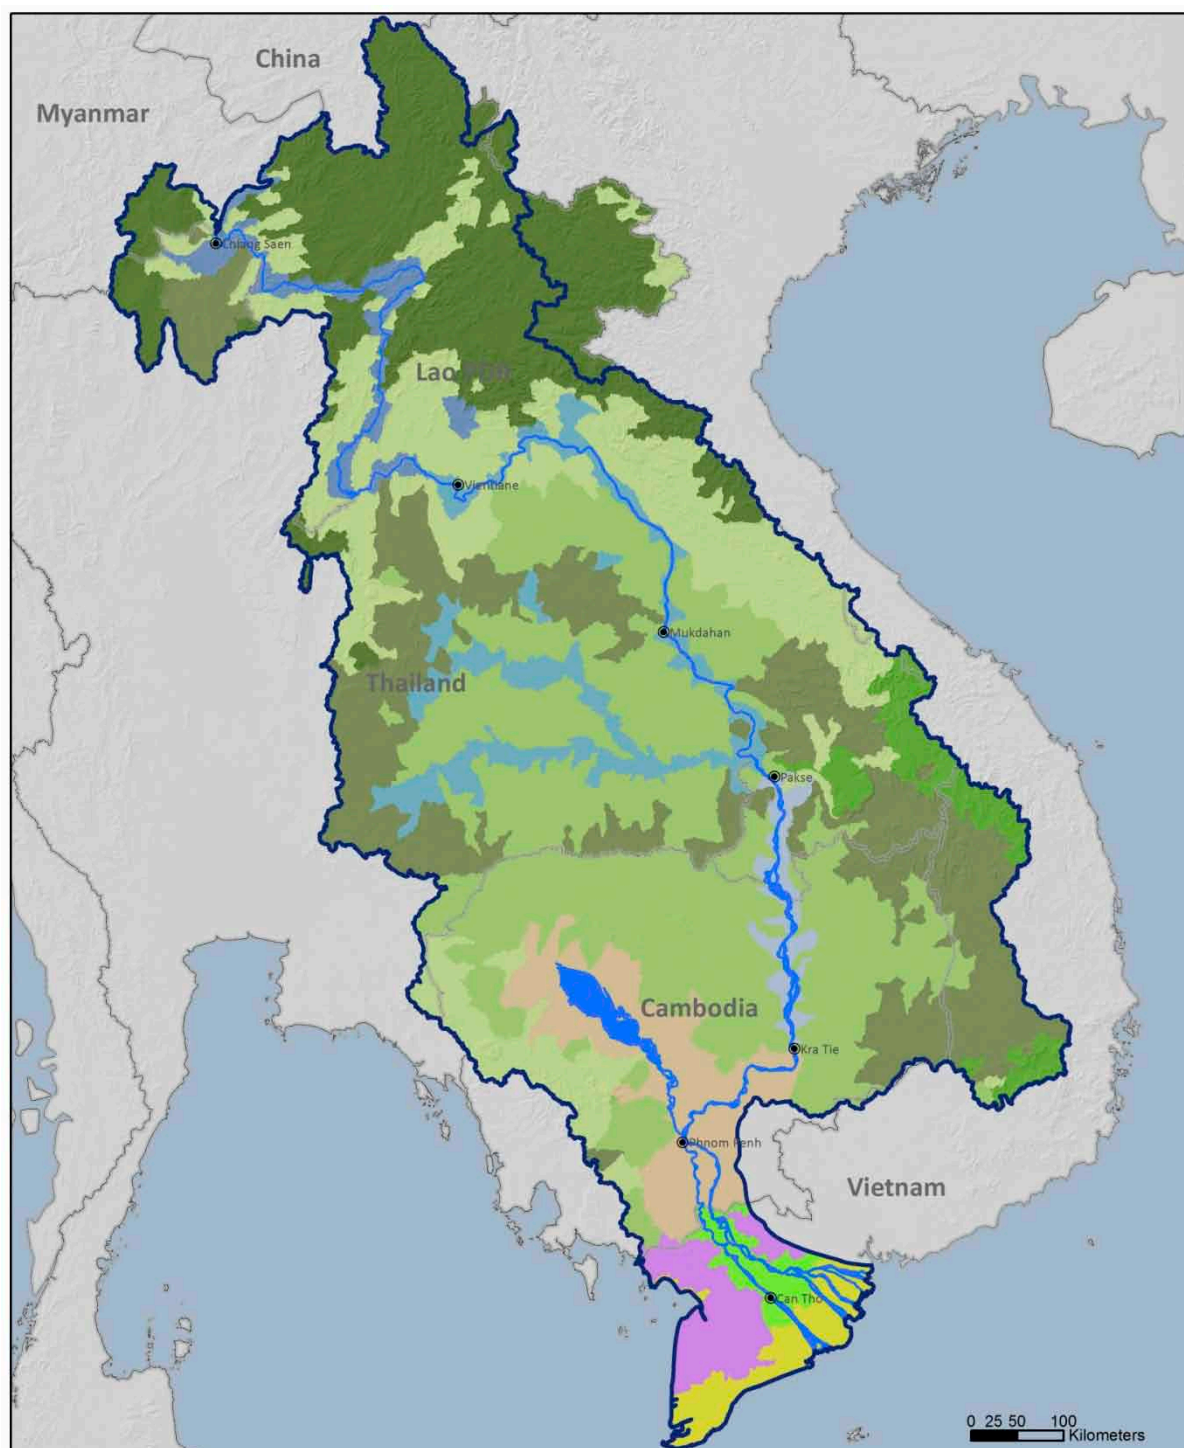 China
Myanmar
Chiang Saen
Lao PDR
Vientiane
Mukdahan
Thailand
Pakse
Cambodia
Kra Tie
Phnom Penh
Vietnam
Can Tho
0 25 50 100
Kilometers